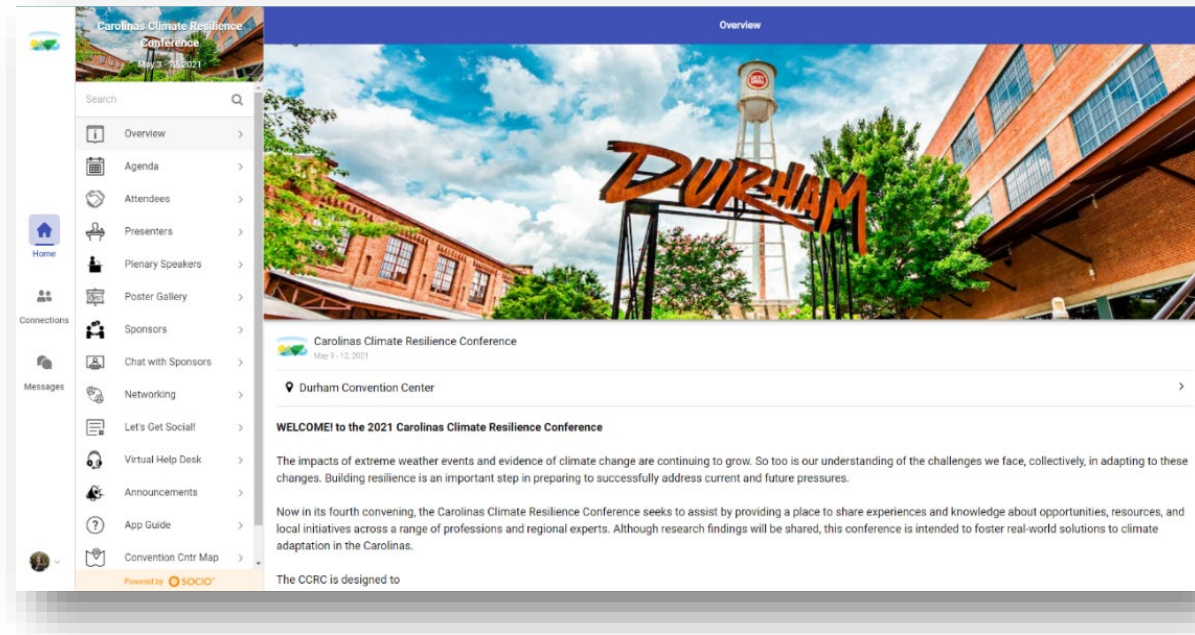 Carolinas Climate Resilience
Conference
May 3 - 12, 2021
Search
Overview
Agenda
Attendees
Presenters
Plenary Speakers
Poster Gallery
Sponsors
Chat with Sponsors
Networking
Let's Get Social!
Virtual Help Desk
Announcements
App Guide
Convention Cntr Map
Powered by SOCIO
Home
Connections
Messages
Overview
DURHAM
Carolinas Climate Resilience Conference
May 3 - 12, 2021
Durham Convention Center
WELCOME! to the 2021 Carolinas Climate Resilience Conference
The impacts of extreme weather events and evidence of climate change are continuing to grow. So too is our understanding of the challenges we face, collectively, in adapting to these
changes. Building resilience is an important step in preparing to successfully address current and future pressures.
Now in its fourth convening, the Carolinas Climate Resilience Conference seeks to assist by providing a place to share experiences and knowledge about opportunities, resources, and
local initiatives across a range of professions and regional experts. Although research findings will be shared, this conference is intended to foster real-world solutions to climate
adaptation in the Carolinas.
The CCRC is designed to